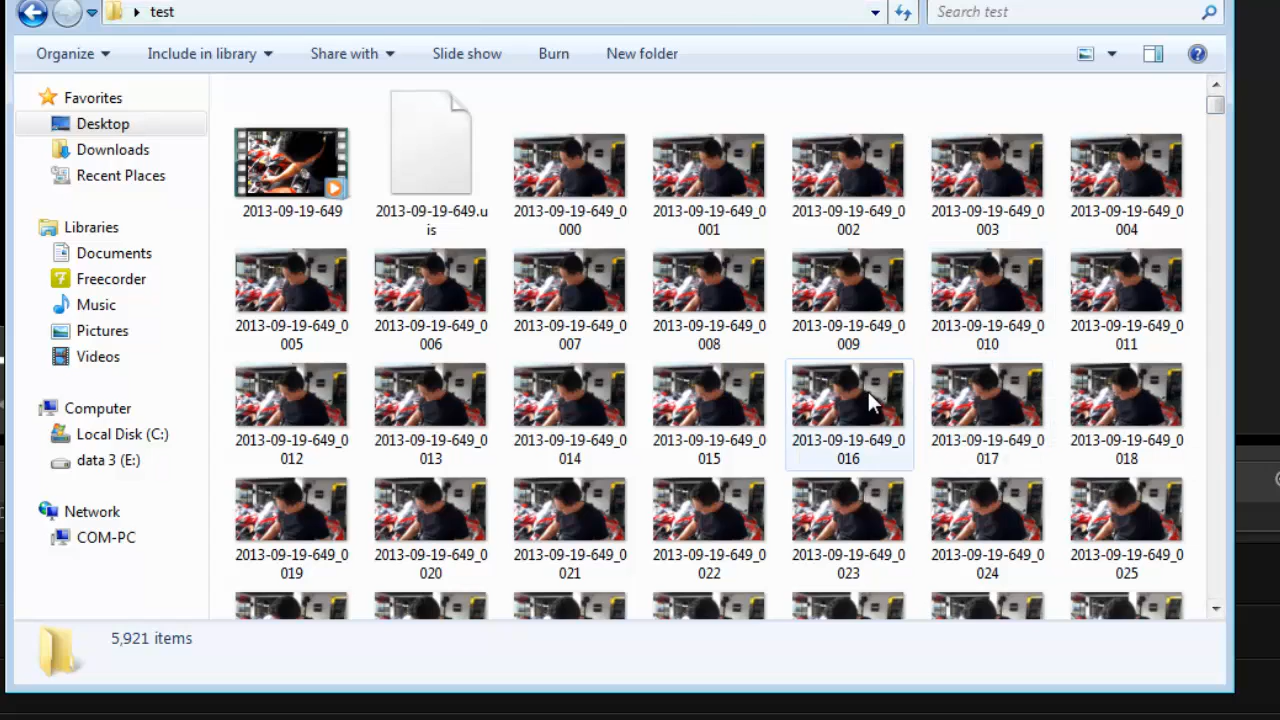 test
Search test
Organize
Include in library
Share with
Slide show
Burn
New folder
Favorites
Desktop
Downloads
Recent Places
Libraries
Documents
Freecorder
Music
Pictures
Videos
Computer
Local Disk (C:)
data 3 (E:)
Network
COM-PC
2013-09-19-649
2013-09-19-649.u
is
2013-09-19-649_0
000
2013-09-19-649_0
001
2013-09-19-649_0
002
2013-09-19-649_0
003
2013-09-19-649_0
004
2013-09-19-649_0
005
2013-09-19-649_0
006
2013-09-19-649_0
007
2013-09-19-649_0
008
2013-09-19-649_0
009
2013-09-19-649_0
010
2013-09-19-649_0
011
2013-09-19-649_0
012
2013-09-19-649_0
013
2013-09-19-649_0
014
2013-09-19-649_0
015
2013-09-19-649_0
016
2013-09-19-649_0
017
2013-09-19-649_0
018
2013-09-19-649_0
019
2013-09-19-649_0
020
2013-09-19-649_0
021
2013-09-19-649_0
022
2013-09-19-649_0
023
2013-09-19-649_0
024
2013-09-19-649_0
025
5,921 items